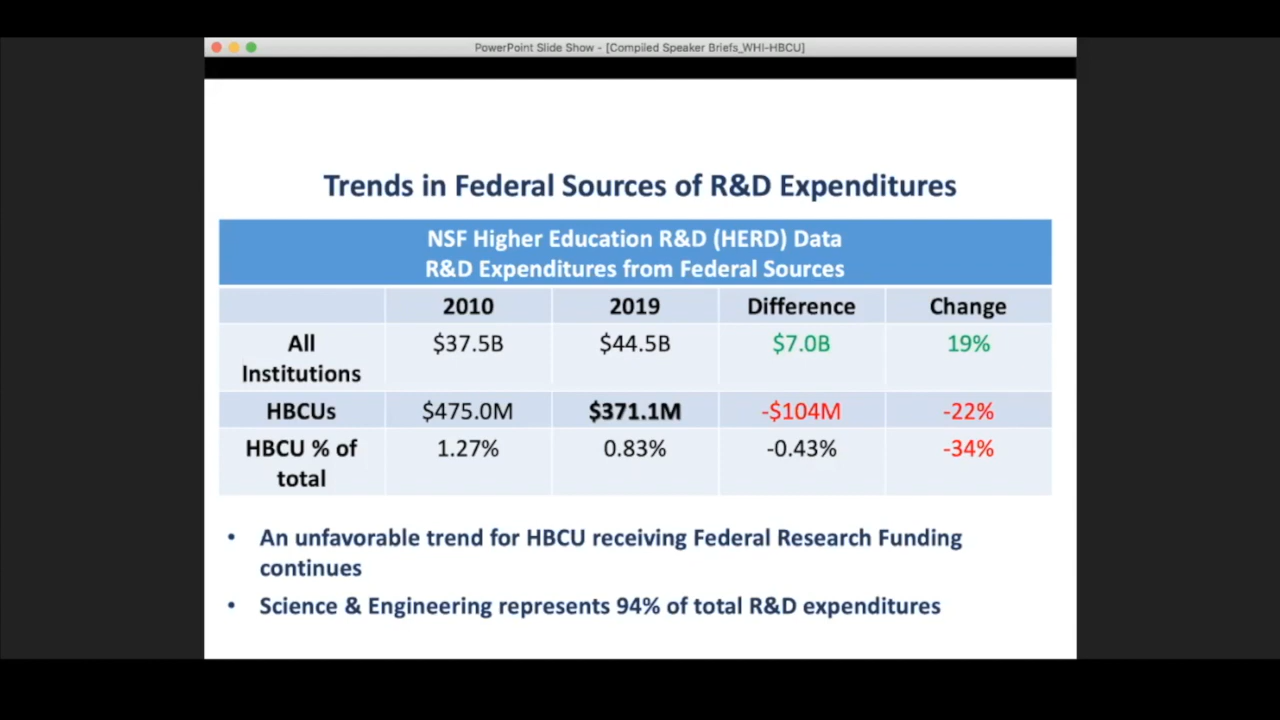 PowerPoint Slide Show - [Compiled Speaker Briefs_WHI-HBCU]
Trends in Federal Sources of R&D Expenditures
NSF Higher Education R&D (HERD) Data
R&D Expenditures from Federal Sources
2010 2019 Difference Change
All Institutions $37.5B $44.5B $7.0B 19%
HBCUs $475.0M $371.1M -$104M -22%
HBCU % of total 1.27% 0.83% -0.43% -34%
• An unfavorable trend for HBCU receiving Federal Research Funding
continues
• Science & Engineering represents 94% of total R&D expenditures